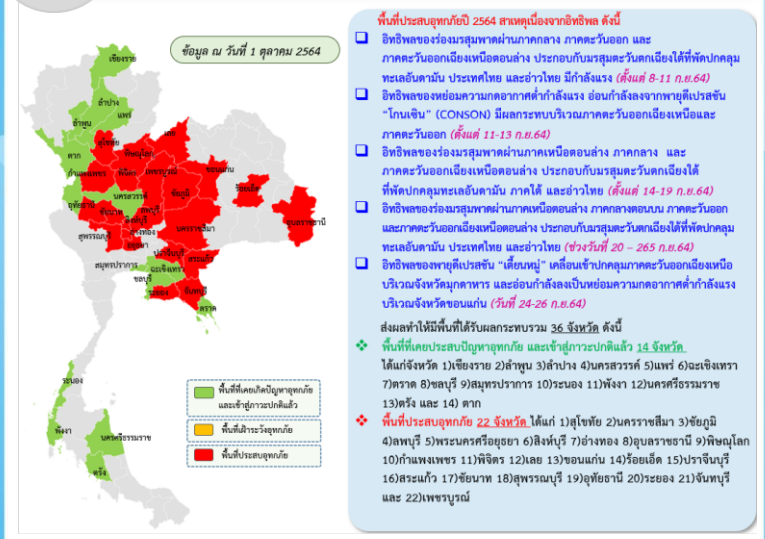 ข้อมูล ณ วันที่ 1 ตุลาคม 2564
เชียงราย
ลำปาง
แพร่
ลำพูน
สุโขทัย
เลย
ตาก
พิษณุโลก
กำแพงเพชร
พิจิตร
เพชรบูรณ์
ขอนแก่น
ชัยภูมิ
ร้อยเอ็ด
นครสวรรค์
อุทัยธานี
ชัยนาท
ลพบุรี
สิงห์บุรี
นครราชสีมา
อุบลราชธานี
อ่างทอง
สุพรรณบุรี
อยุธยา
ปราจีนบุรี
สระแก้ว
สมุทรปราการ
ฉะเชิงเทรา
ชลบุรี
ระยอง
จันทบุรี
ตราด
ระนอง
พังงา
นครศรีธรรมราช
ตรัง
พื้นที่ที่เคยเกิดปัญหาอุทกภัย
และเข้าสู่ภาวะปกติแล้ว
พื้นที่เฝ้าระวังอุทกภัย
พื้นที่ประสบอุทกภัย
พื้นที่ประสบอุทกภัยปี 2564 สาเหตุเนื่องจากอิทธิพล ดังนี้
อิทธิพลของร่องมรสุมพาดผ่านภาคกลาง ภาคตะวันออก และ
ภาคตะวันออกเฉียงเหนือตอนล่าง ประกอบกับมรสุมตะวันตกเฉียงใต้ที่พัดปกคลุม
ทะเลอันดามัน ประเทศไทย และอ่าวไทย มีกำลังแรง (ตั้งแต่ 8-11 ก.ย.64)
อิทธิพลของหย่อมความกดอากาศต่ำกำลังแรง อ่อนกำลังลงจากพายุดีเปรสชัน
“โกนเซิน” (CONSON) มีผลกระทบบริเวณภาคตะวันออกเฉียงเหนือและ
ภาคตะวันออก (ตั้งแต่ 11-13 ก.ย.64)
อิทธิพลของร่องมรสุมพาดผ่านภาคเหนือตอนล่าง ภาคกลาง และ
ภาคตะวันออกเฉียงเหนือตอนล่าง ประกอบกับมรสุมตะวันตกเฉียงใต้
ที่พัดปกคลุมทะเลอันดามัน ภาคใต้ และอ่าวไทย (ตั้งแต่ 14-19 ก.ย.64)
อิทธิพลของร่องมรสุมพาดผ่านภาคเหนือตอนล่าง ภาคกลางตอนบน ภาคตะวันออก
และภาคตะวันออกเฉียงเหนือตอนล่าง ประกอบกับมรสุมตะวันตกเฉียงใต้ที่พัดปกคลุม
ทะเลอันดามัน ประเทศไทย และอ่าวไทย (ช่วงวันที่ 20 – 265 ก.ย.64)
อิทธิพลของพายุดีเปรสชัน “เตี้ยนหมู่” เคลื่อนเข้าปกคลุมภาคตะวันออกเฉียงเหนือ
บริเวณจังหวัดมุกดาหาร และอ่อนกำลังลงเป็นหย่อมความกดอากาศต่ำกำลังแรง
บริเวณจังหวัดขอนแก่น (วันที่ 24-26 ก.ย.64)
ส่งผลทำให้มีพื้นที่ได้รับผลกระทบรวม 36 จังหวัด ดังนี้
พื้นที่ที่เคยประสบปัญหาอุทกภัย และเข้าสู่ภาวะปกติแล้ว 14 จังหวัด
ได้แก่จังหวัด 1)เชียงราย 2)ลำพูน 3)ลำปาง 4)นครสวรรค์ 5)แพร่ 6)ฉะเชิงเทรา
7)ตราด 8)ชลบุรี 9)สมุทรปราการ 10)ระนอง 11)พังงา 12)นครศรีธรรมราช
13)ตรัง และ 14) ตาก
พื้นที่ประสบอุทกภัย 22 จังหวัด ได้แก่ 1)สุโขทัย 2)นครราชสีมา 3)ชัยภูมิ
4)ลพบุรี 5)พระนครศรีอยุธยา 6)สิงห์บุรี 7)อ่างทอง 8)อุบลราชธานี 9)พิษณุโลก
10)กำแพงเพชร 11)พิจิตร 12)เลย 13)ขอนแก่น 14)ร้อยเอ็ด 15)ปราจีนบุรี
16)สระแก้ว 17)ชัยนาท 18)สุพรรณบุรี 19)อุทัยธานี 20)ระยอง 21)จันทบุรี
และ 22)เพชรบูรณ์